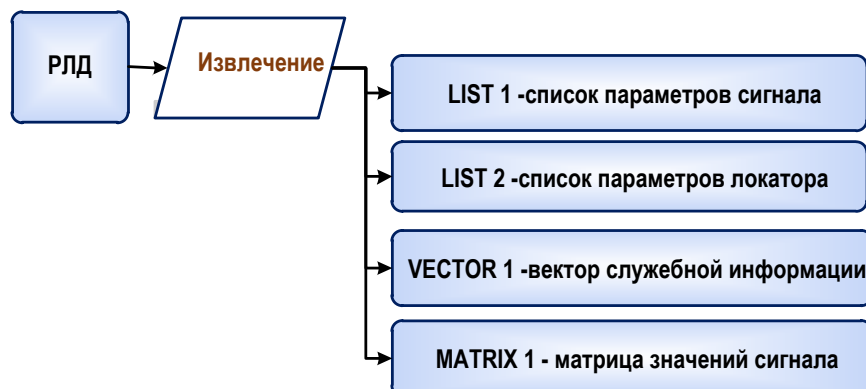 РЛД
Извлечение
LIST 1 -список параметров сигнала
LIST 2 -список параметров локатора
VECTOR 1 -вектор служебной информации
MATRIX 1 - матрица значений сигнала